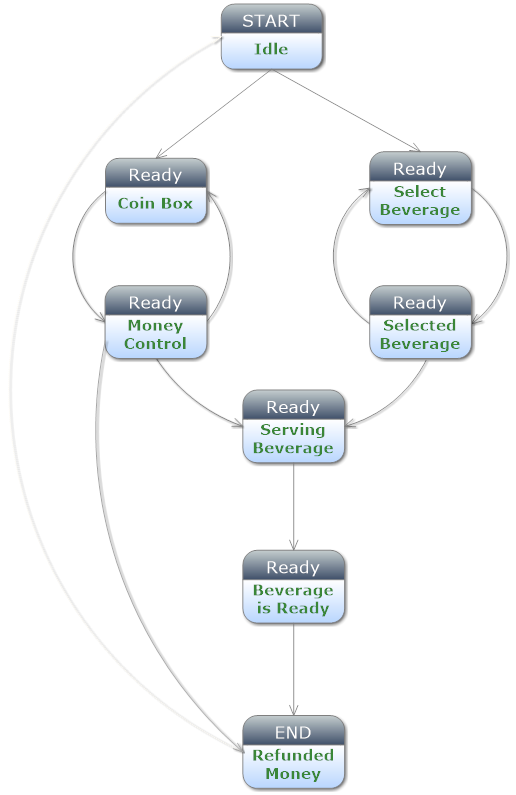 START
Idle
Ready
Coin Box
Ready
Select
Beverage
Ready
Money
Control
Ready
Selected
Beverage
Ready
Serving
Beverage
Ready
Beverage
is Ready
END
Refunded
Money